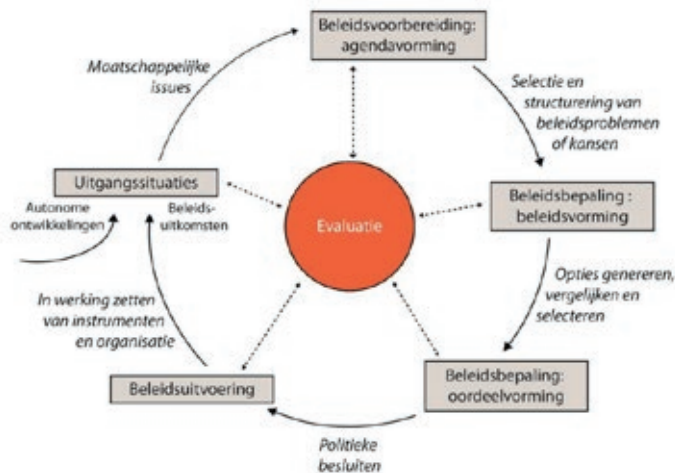 Beleidsvoorbereiding:
agendavorming
Maatschappelijke
issues
Selectie en
structurering van
beleidsproblemen
of kansen
Uitgangssituaties
Autonome
ontwikkelingen
Beleids-
uitkomsten
Evaluatie
Beleidsbepaling :
beleidsvorming
In werking zetten
van instrumenten
en organisatie
Opties genereren,
vergelijken en
selecteren
Beleidsuitvoering
Beleidsbepaling:
oordeelvorming
Politieke
besluiten